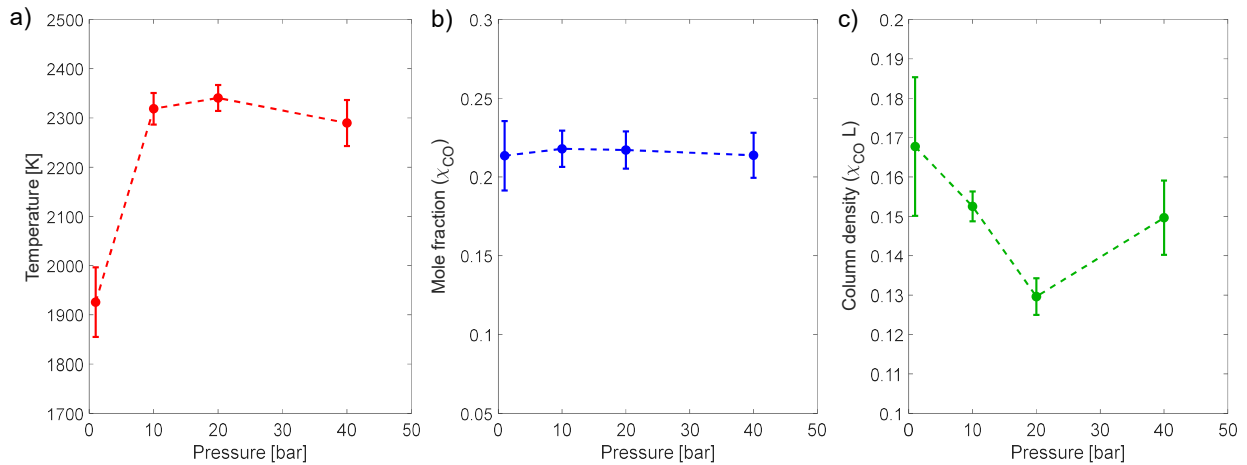 a)
2500
2400
2300
2200
2100
2000
1900
1800
1700
Temperature [K]
0 10 20 30 40 50
Pressure [bar]
b)
0.3
0.25
0.2
0.15
0.1
0.05
Mole fraction (χCO)
0 10 20 30 40 50
Pressure [bar]
c)
0.2
0.19
0.18
0.17
0.16
0.15
0.14
0.13
0.12
0.11
0.1
Column density (χCO L)
0 10 20 30 40 50
Pressure [bar]